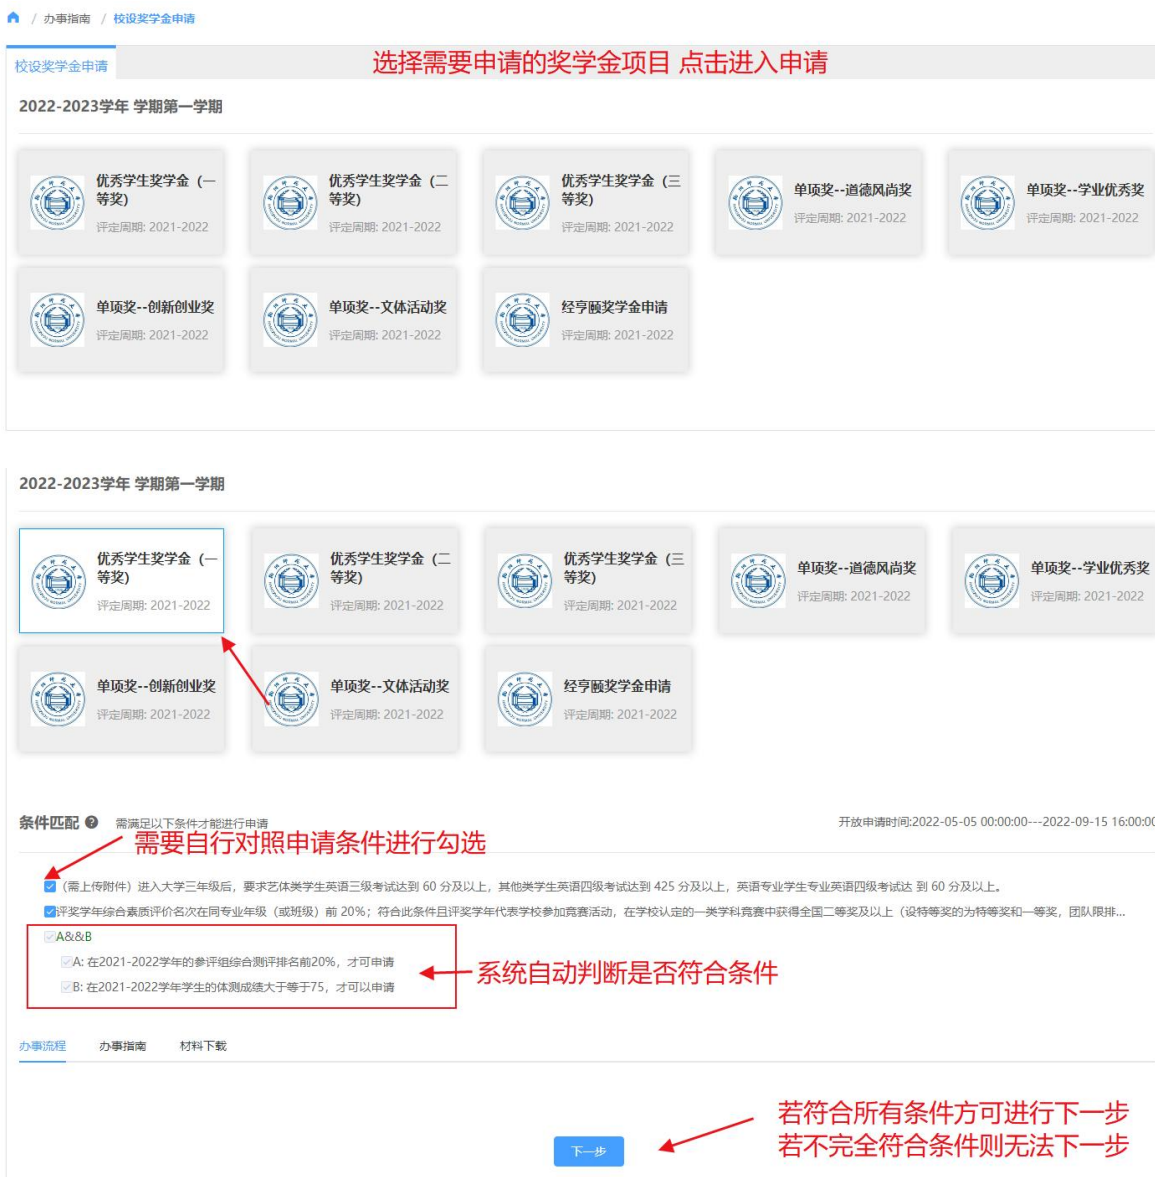 / 办事指南 / 校设奖学金申请
校设奖学金申请
选择需要申请的奖学金项目 点击进入申请
2022-2023学年 学期第一学期
优秀学生奖学金（一
等奖)
评定周期: 2021-2022
优秀学生奖学金（二
等奖)
评定周期: 2021-2022
优秀学生奖学金（三
等奖)
评定周期: 2021-2022
单项奖--道德风尚奖
评定周期: 2021-2022
单项奖--学业优秀奖
评定周期: 2021-2022
单项奖--创新创业奖
评定周期: 2021-2022
单项奖--文体活动奖
评定周期: 2021-2022
经亨颐奖学金申请
评定周期: 2021-2022
2022-2023学年 学期第一学期
优秀学生奖学金（一
等奖)
评定周期: 2021-2022
优秀学生奖学金（二
等奖)
评定周期: 2021-2022
优秀学生奖学金（三
等奖)
评定周期: 2021-2022
单项奖--道德风尚奖
评定周期: 2021-2022
单项奖--学业优秀奖
评定周期: 2021-2022
单项奖--创新创业奖
评定周期: 2021-2022
单项奖--文体活动奖
评定周期: 2021-2022
经亨颐奖学金申请
评定周期: 2021-2022
条件匹配 ? 需满足以下条件才能进行申请
开放申请时间:2022-05-05 00:00:00---2022-09-15 16:00:00
需要自行对照申请条件进行勾选
（需上传附件）进入大学三年级后，要求艺体类学生英语三级考试达到 60 分及以上，其他类学生英语四级考试达到 425 分及以上，英语专业学生专业英语四级考试达 到 60 分及以上。
评奖学年综合素质评价名次在同专业年级（或班级）前 20%；符合此条件且评奖学年代表学校参加竞赛活动，在学校认定的一类学科竞赛中获得全国二等奖及以上（设特等奖的为特等奖和一等奖，团队限排...
A&&B
A: 在2021-2022学年的参评组综合测评排名前20%，才可申请
B: 在2021-2022学年学生的体测成绩大于等于75，才可以申请
系统自动判断是否符合条件
办事流程 办事指南 材料下载
若符合所有条件方可进行下一步
若不完全符合条件则无法下一步
下一步